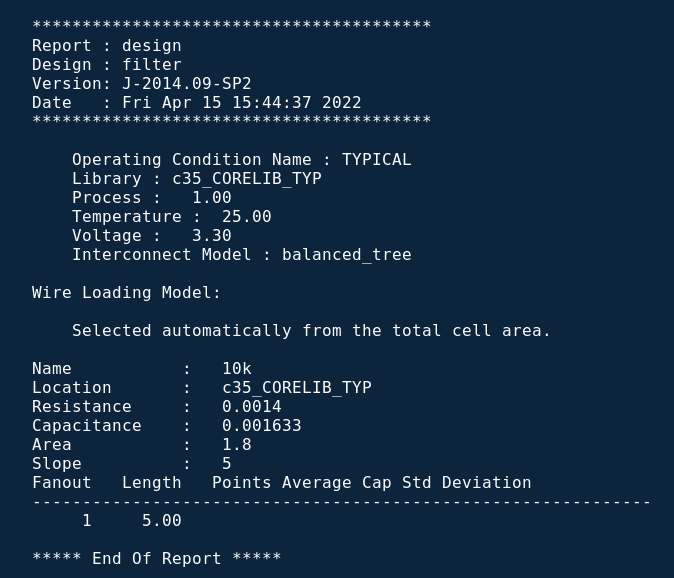 ****************************************
Report : design
Design : filter
Version: J-2014.09-SP2
Date   : Fri Apr 15 15:44:37 2022
****************************************
    Operating Condition Name : TYPICAL
    Library : c35_CORELIB_TYP
    Process :   1.00
    Temperature :  25.00
    Voltage :   3.30
    Interconnect Model : balanced_tree
Wire Loading Model:
    Selected automatically from the total cell area.
Name           :   10k
Location       :   c35_CORELIB_TYP
Resistance     :   0.0014
Capacitance    :   0.001633
Area           :   1.8
Slope          :   5
Fanout   Length   Points Average Cap Std Deviation
--------------------------------------------------------------
     1     5.00
***** End Of Report *****